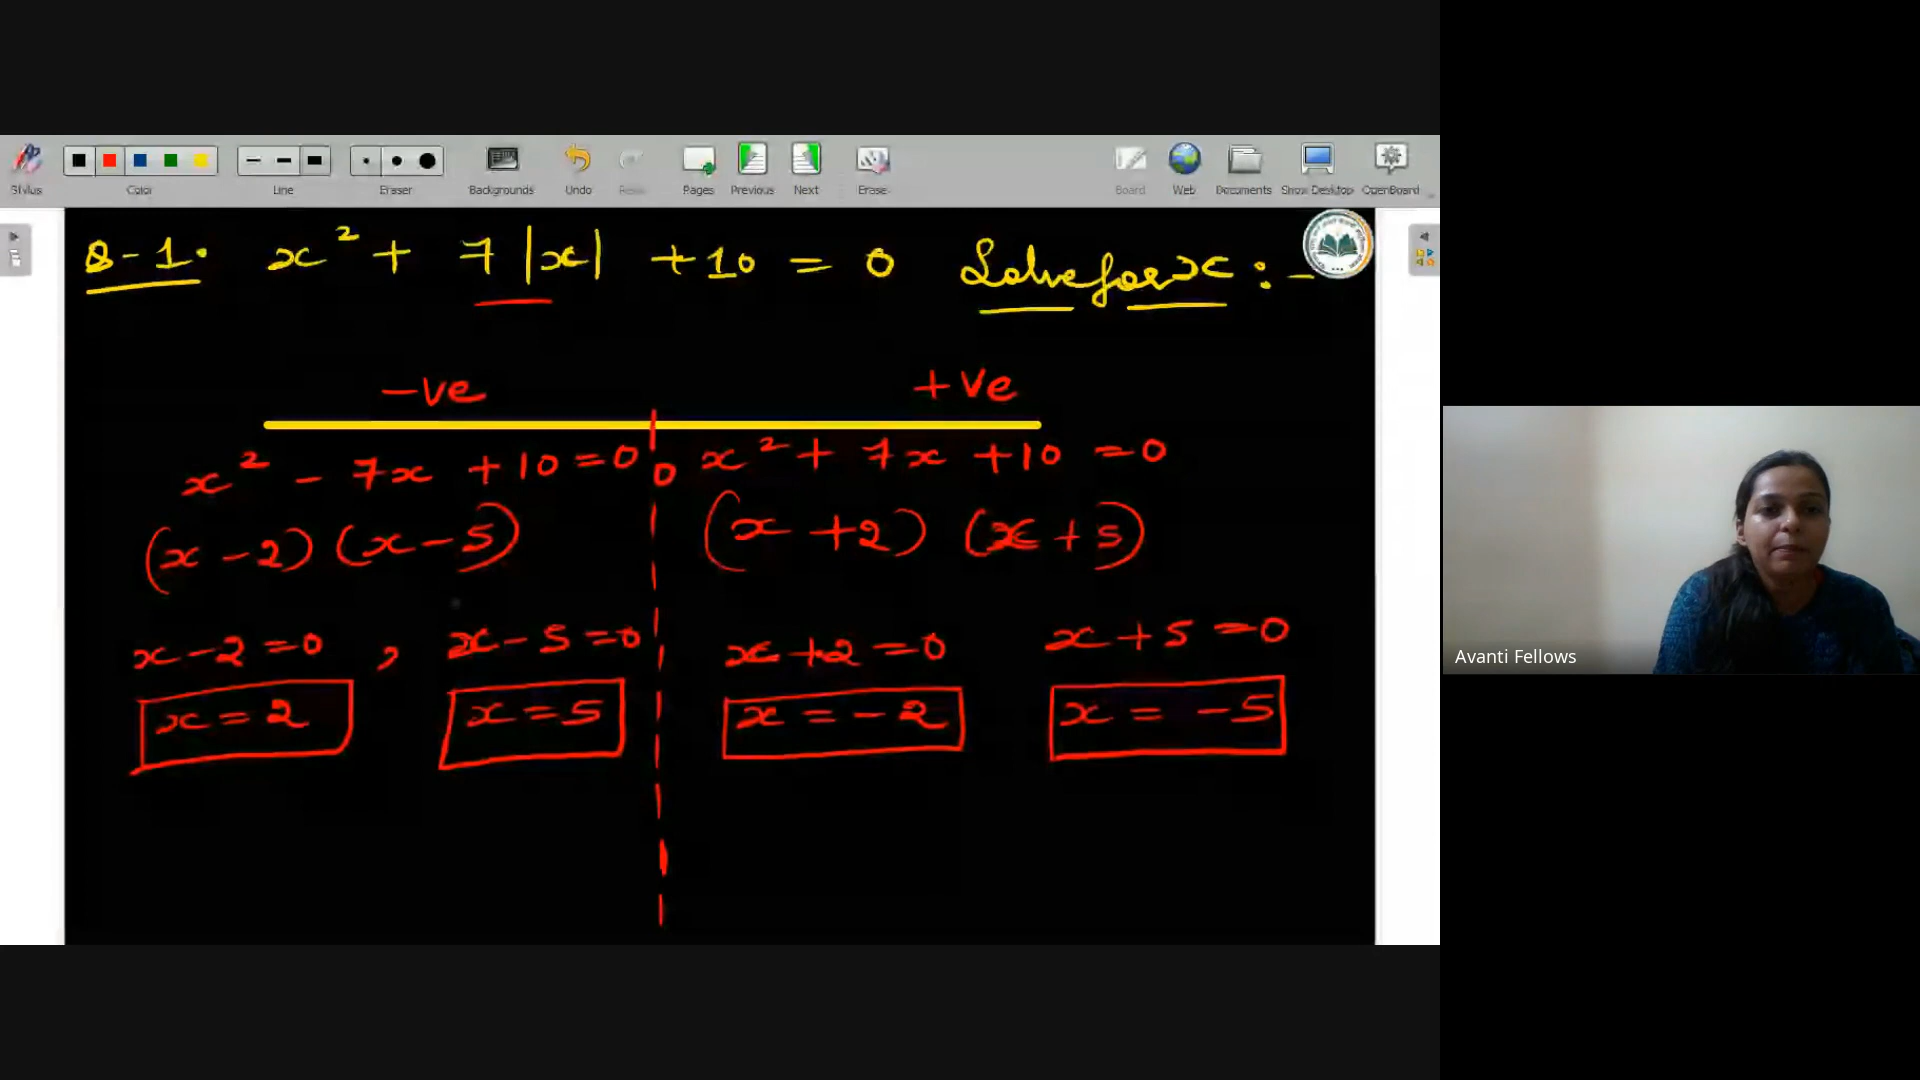 Stylus Color Line Eraser Backgrounds Undo Redo Pages Previous Next Erase Board Web Documents Show Desktop OpenBoard
Q-1. x² + 7|x| + 10 = 0 Solve for x : -
-ve +ve
0
x² - 7x + 10 = 0 x² + 7x + 10 = 0
(x - 2) (x - 5) (x + 2) (x + 5)
x - 2 = 0 , x - 5 = 0 x + 2 = 0 x + 5 = 0
x = 2 x = 5 x = - 2 x = - 5
Avanti Fellows